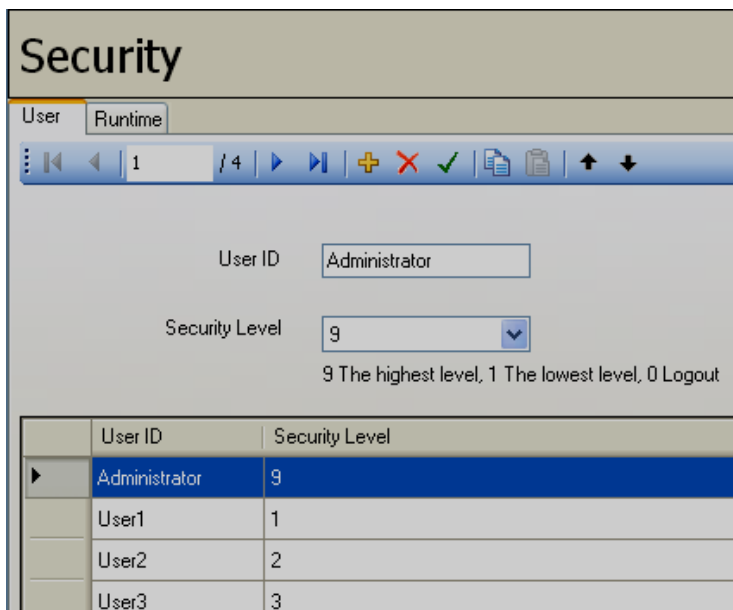 Security
User Runtime
1 / 4
User ID Administrator
Security Level 9
9 The highest level, 1 The lowest level, 0 Logout
User ID Security Level
Administrator 9
User1 1
User2 2
User3 3